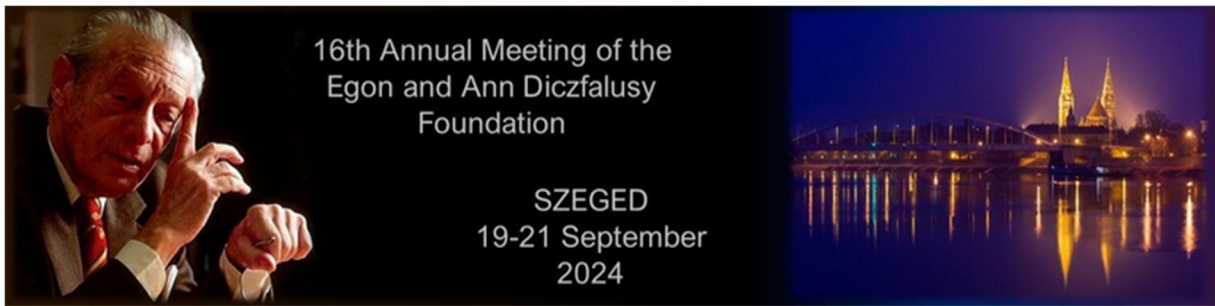 16th Annual Meeting of the
Egon and Ann Diczfalusy
Foundation
SZEGED
19-21 September
2024